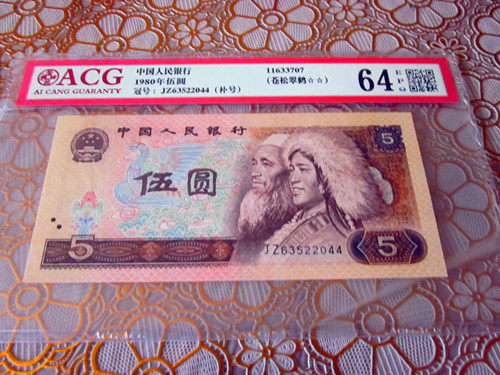 ACG
AI CANG GUARANTY
中国人民银行
1980年伍圆
冠号：JZ63522044（补号）
11633707
（苍松翠鹤☆☆）
64
EPQ
中国人民银行
5
伍圆
JZ63522044
5
5